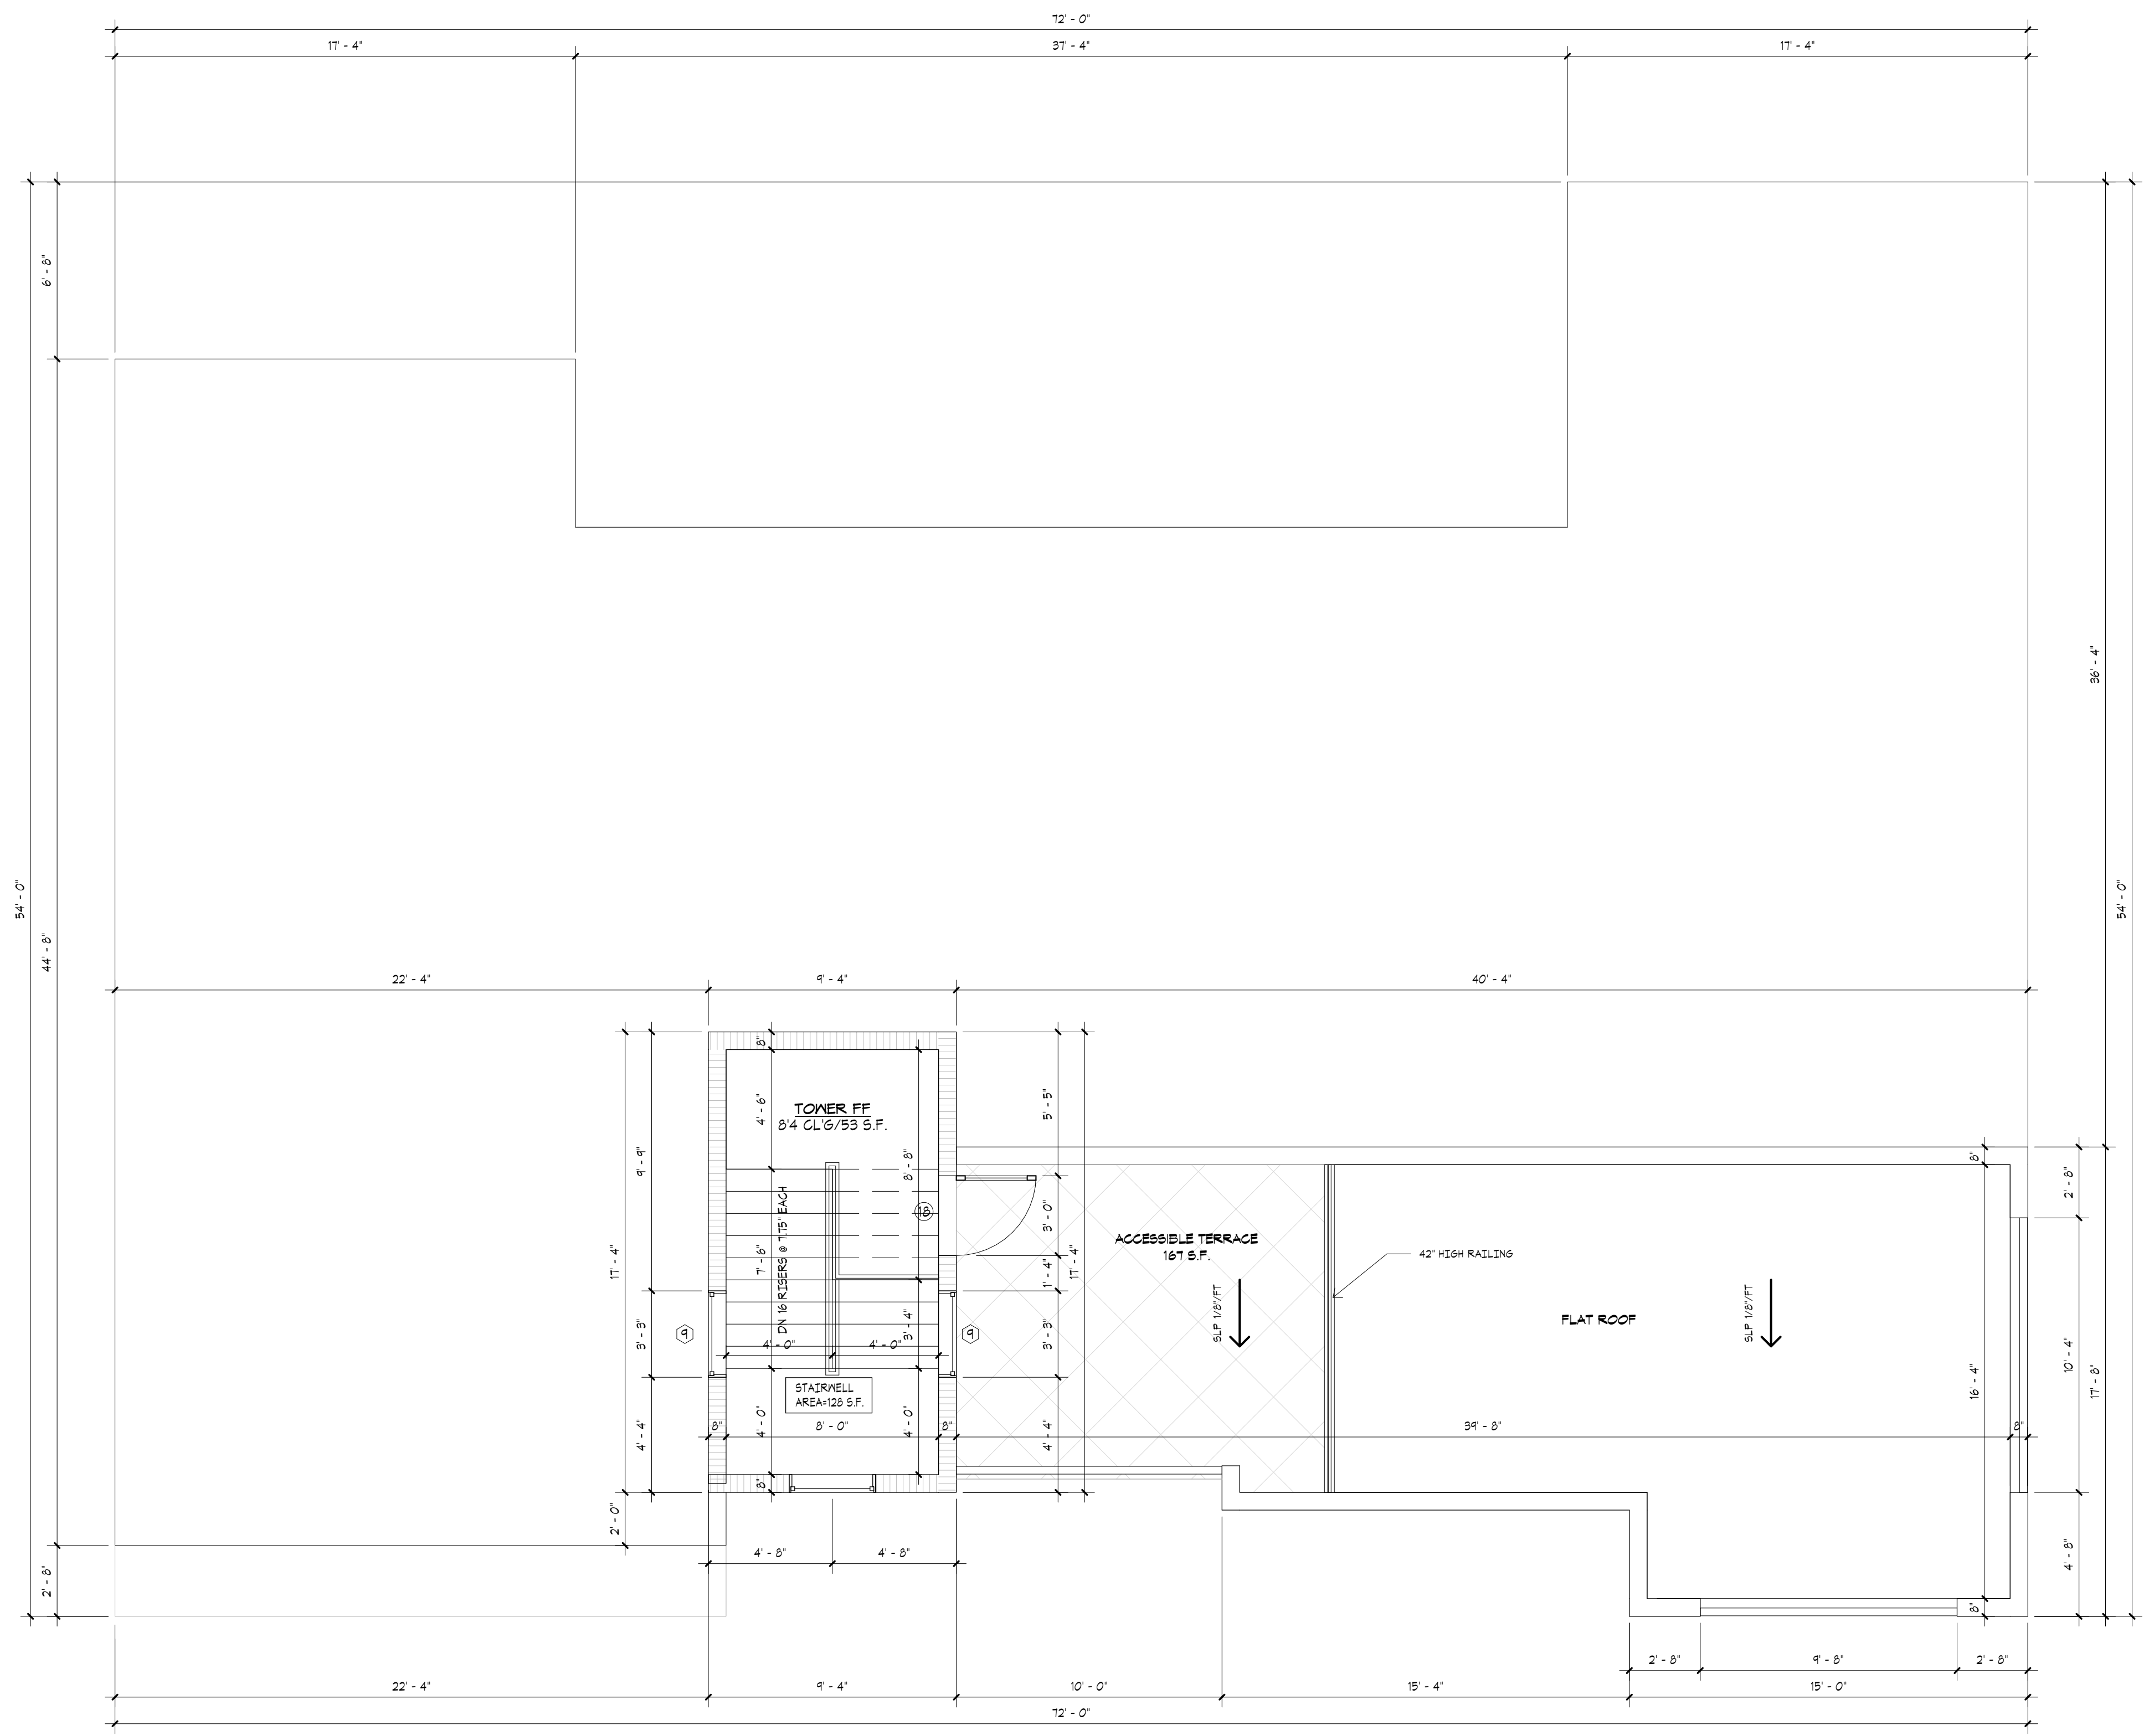 72' - 0"
17' - 4"
37' - 4"
17' - 4"
6' - 8"
54' - 0"
44' - 8"
2' - 8"
36' - 4"
54' - 0"
22' - 4"
9' - 4"
40' - 4"
17' - 4"
9' - 9"
3' - 3"
4' - 4"
2' - 0"
8"
4' - 6"
TOWER FF
8'4 CL'G/53 S.F.
8' - 8"
7' - 6"
DN 16 RISERS @ 7.75" EACH
18
3' - 4"
4' - 0"
4' - 0"
9
9
STAIRWELL
AREA=128 S.F.
8"
4' - 0"
8' - 0"
4' - 0"
8"
8"
5' - 5"
3' - 0"
1' - 4"
17' - 4"
3' - 3"
4' - 4"
ACCESSIBLE TERRACE
167 S.F.
SLP 1/8"/FT
42" HIGH RAILING
FLAT ROOF
SLP 1/8"/FT
39' - 8"
8"
8"
16' - 4"
8"
2' - 8"
10' - 4"
17' - 8"
4' - 8"
4' - 8"
4' - 8"
2' - 8"
9' - 8"
2' - 8"
22' - 4"
9' - 4"
10' - 0"
15' - 4"
15' - 0"
72' - 0"